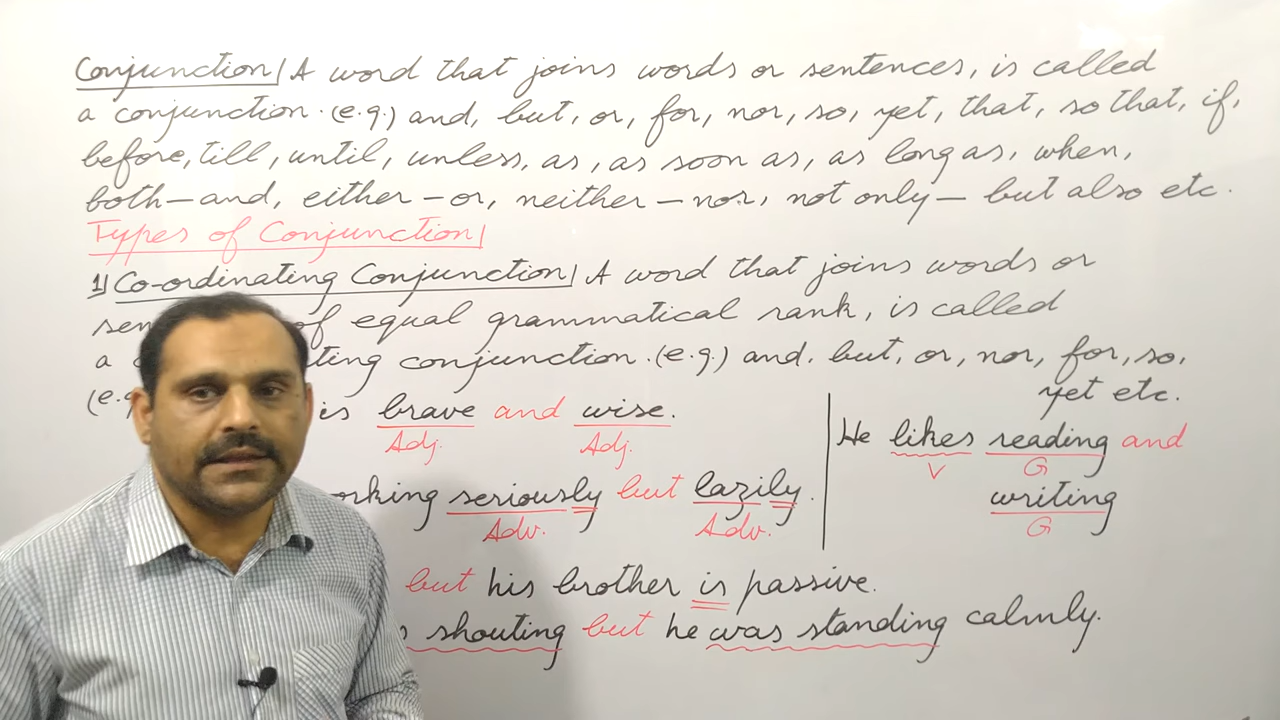 Conjunction| A word that joins words or sentences, is called
a conjunction. (e.g.) and, but, or, for, nor, so, yet, that, so that, if,
before, till, until, unless, as, as soon as, as long as, when,
both—and, either—or, neither—nor, not only—but also etc.
Types of Conjunction|
1| Co-ordinating Conjunction| A word that joins words or
sen of equal grammatical rank, is called
a ting conjunction. (e.g.) and. but, or, nor, for, so,
yet etc.
(e.g is brave and wise.
Adj. Adj.
He likes reading and
V G
writing
G
orking seriously but lazily.
Adv. Adv.
but his brother is passive.
shouting but he was standing calmly.